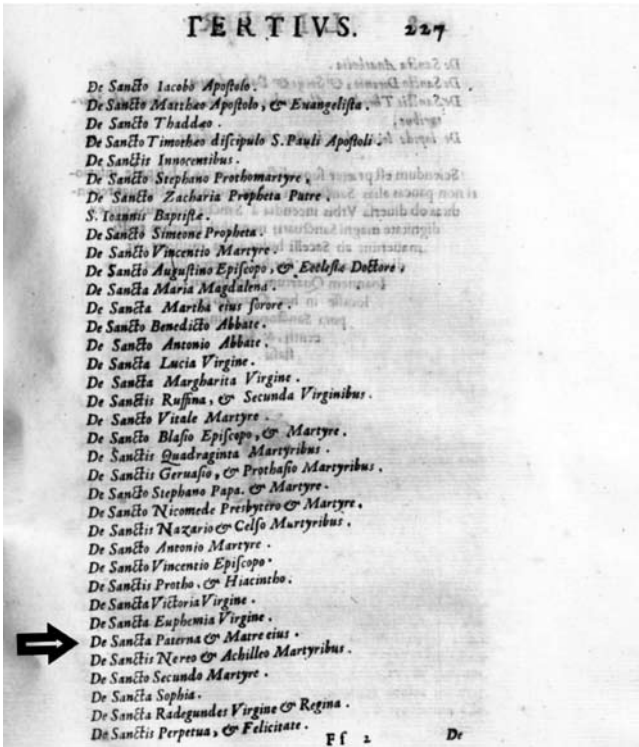 TERTIVS. 227
De Sancto Iacobo Apostolo.
De Sancto Matthæo Apostolo, & Euangelista.
De Sancto Thaddæo.
De Sancto Timotheo discipulo S. Pauli Apostoli.
De Sanctis Innocentibus.
De Sancto Stephano Prothomartyre.
De Sancto Zacharia Propheta Patre.
S. Ioannis Baptistæ.
De Sancto Simeone Propheta.
De Sancto Vincentio Martyre.
De Sancto Augustino Episcopo, & Ecclesiæ Doctore.
De Sancta Maria Magdalena.
De Sancta Martha eius sorore.
De Sancto Benedicto Abbate.
De Sancto Antonio Abbate.
De Sancta Lucia Virgine.
De Sancta Margharita Virgine.
De Sanctis Ruffina, & Secunda Virginibus.
De Sancto Vitale Martyre.
De Sancto Blasio Episcopo, & Martyre.
De Sanctis Quadraginta Martyribus.
De Sanctis Geruasio, & Prothasio Martyribus.
De Sancto Stephano Papa. & Martyre.
De Sancto Nicomede Presbytero & Martyre.
De Sanctis Nazario & Celso Martyribus.
De Sancto Antonio Martyre.
De Sancto Vincentio Episcopo.
De Sanctis Protho. & Hiacintho.
De Sancta Victoria Virgine.
De Sancta Euphemia Virgine.
De Sancta Paterna & Matre eius.
De Sanctis Nereo & Achilleo Martyribus.
De Sancto Secundo Martyre.
De Sancta Sophia.
De Sancta Radegundes Virgine & Regina.
De Sanctis Perpetua, & Felicitate.
Ff 2 De